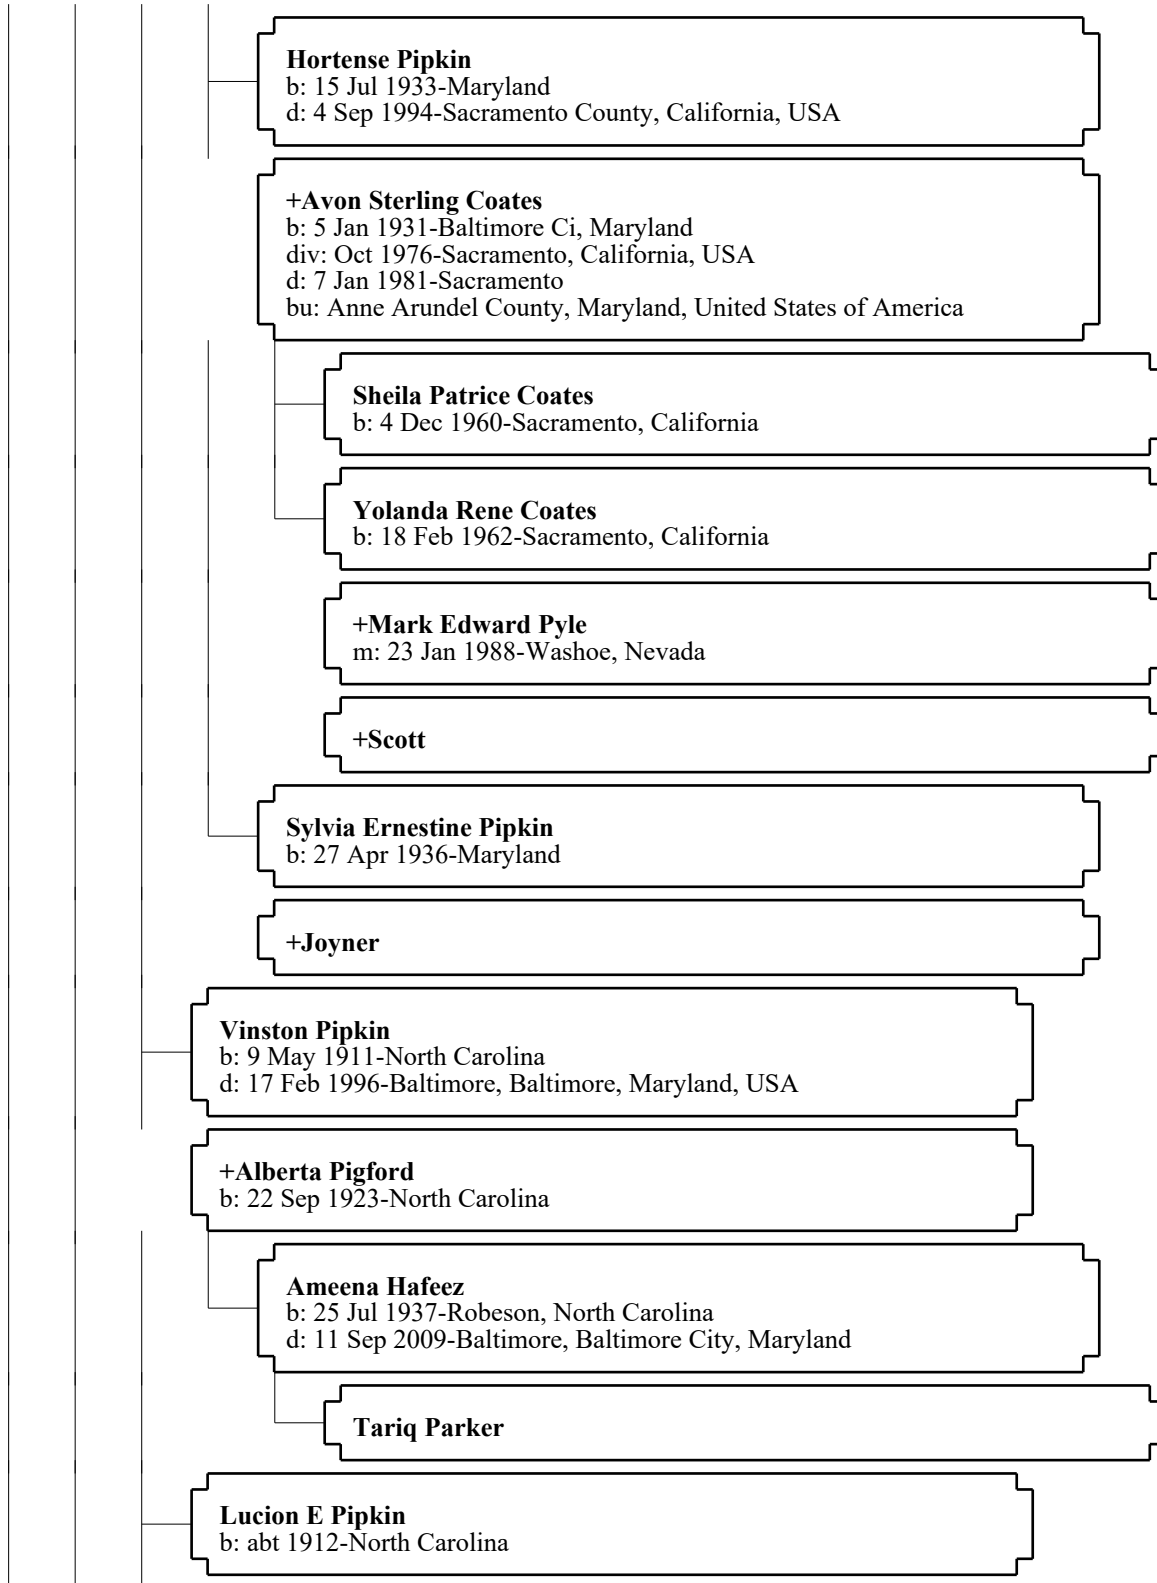 Hortense Pipkin
b: 15 Jul 1933-Maryland
d: 4 Sep 1994-Sacramento County, California, USA
+Avon Sterling Coates
b: 5 Jan 1931-Baltimore Ci, Maryland
div: Oct 1976-Sacramento, California, USA
d: 7 Jan 1981-Sacramento
bu: Anne Arundel County, Maryland, United States of America
Sheila Patrice Coates
b: 4 Dec 1960-Sacramento, California
Yolanda Rene Coates
b: 18 Feb 1962-Sacramento, California
+Mark Edward Pyle
m: 23 Jan 1988-Washoe, Nevada
+Scott
Sylvia Ernestine Pipkin
b: 27 Apr 1936-Maryland
+Joyner
Vinston Pipkin
b: 9 May 1911-North Carolina
d: 17 Feb 1996-Baltimore, Baltimore, Maryland, USA
+Alberta Pigford
b: 22 Sep 1923-North Carolina
Ameena Hafeez
b: 25 Jul 1937-Robeson, North Carolina
d: 11 Sep 2009-Baltimore, Baltimore City, Maryland
Tariq Parker
Lucion E Pipkin
b: abt 1912-North Carolina